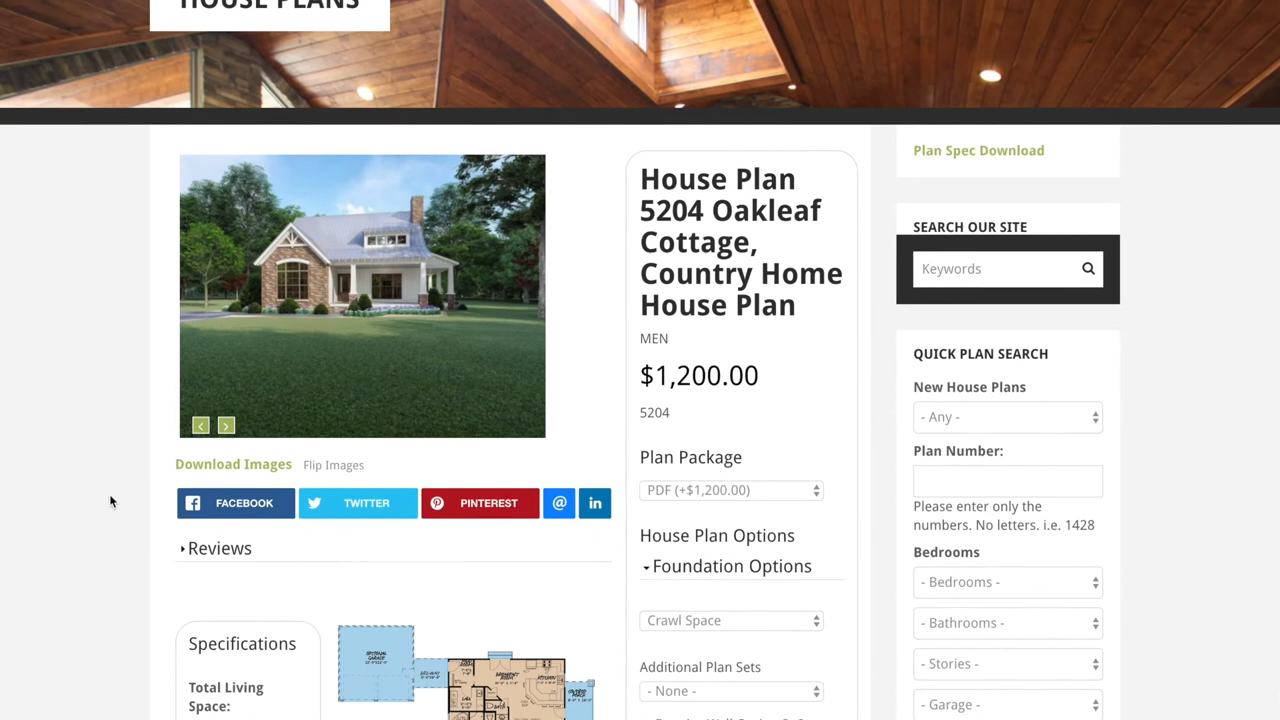 HOUSE PLANS
‹ ›
Download Images Flip Images
FACEBOOK TWITTER PINTEREST @ in
Reviews
Specifications
Total Living
Space:
KITCHEN
House Plan
5204 Oakleaf
Cottage,
Country Home
House Plan
MEN
$1,200.00
5204
Plan Package
PDF (+$1,200.00)
House Plan Options
Foundation Options
Crawl Space
Additional Plan Sets
- None -
Plan Spec Download
SEARCH OUR SITE
Keywords
QUICK PLAN SEARCH
New House Plans
- Any -
Plan Number:
Please enter only the
numbers. No letters. i.e. 1428
Bedrooms
- Bedrooms -
- Bathrooms -
- Stories -
- Garage -